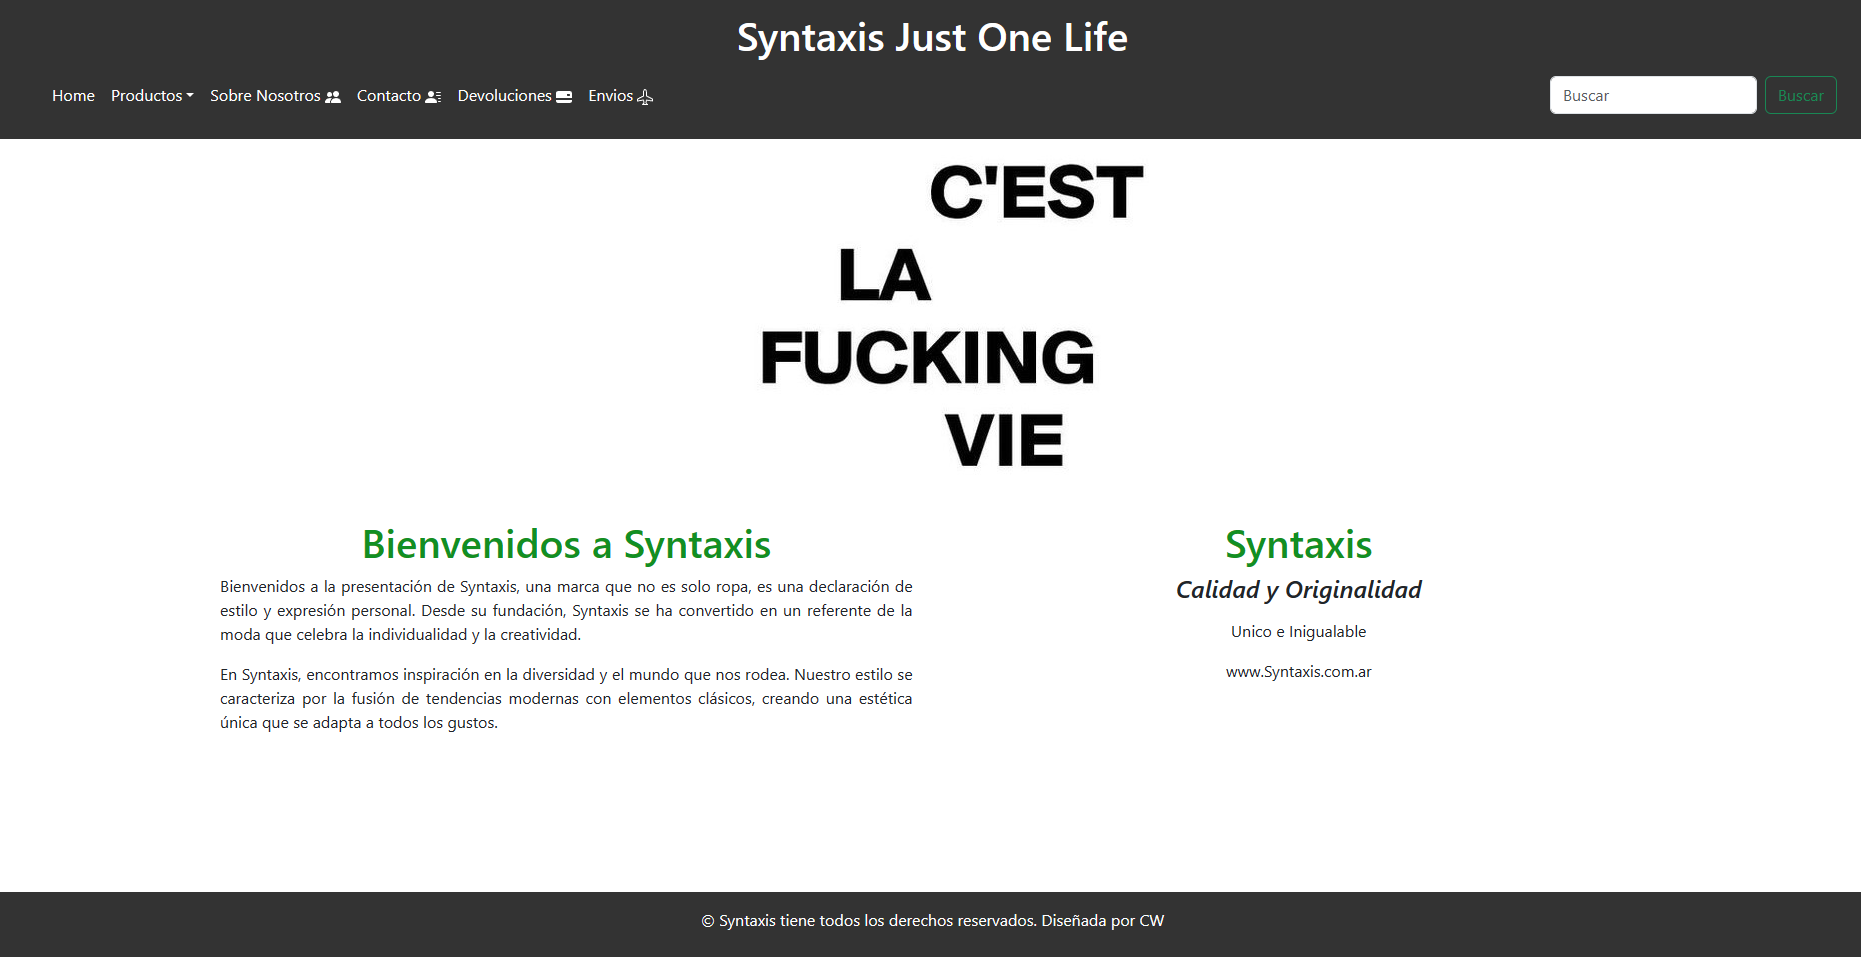 Syntaxis Just One Life
Home Productos Sobre Nosotros Contacto Devoluciones Envios Buscar Buscar
C'EST
LA
FUCKING
VIE
Bienvenidos a Syntaxis
Bienvenidos a la presentación de Syntaxis, una marca que no es solo ropa, es una declaración de
estilo y expresión personal. Desde su fundación, Syntaxis se ha convertido en un referente de la
moda que celebra la individualidad y la creatividad.
En Syntaxis, encontramos inspiración en la diversidad y el mundo que nos rodea. Nuestro estilo se
caracteriza por la fusión de tendencias modernas con elementos clásicos, creando una estética
única que se adapta a todos los gustos.
Syntaxis
Calidad y Originalidad
Unico e Inigualable
www.Syntaxis.com.ar
© Syntaxis tiene todos los derechos reservados. Diseñada por CW